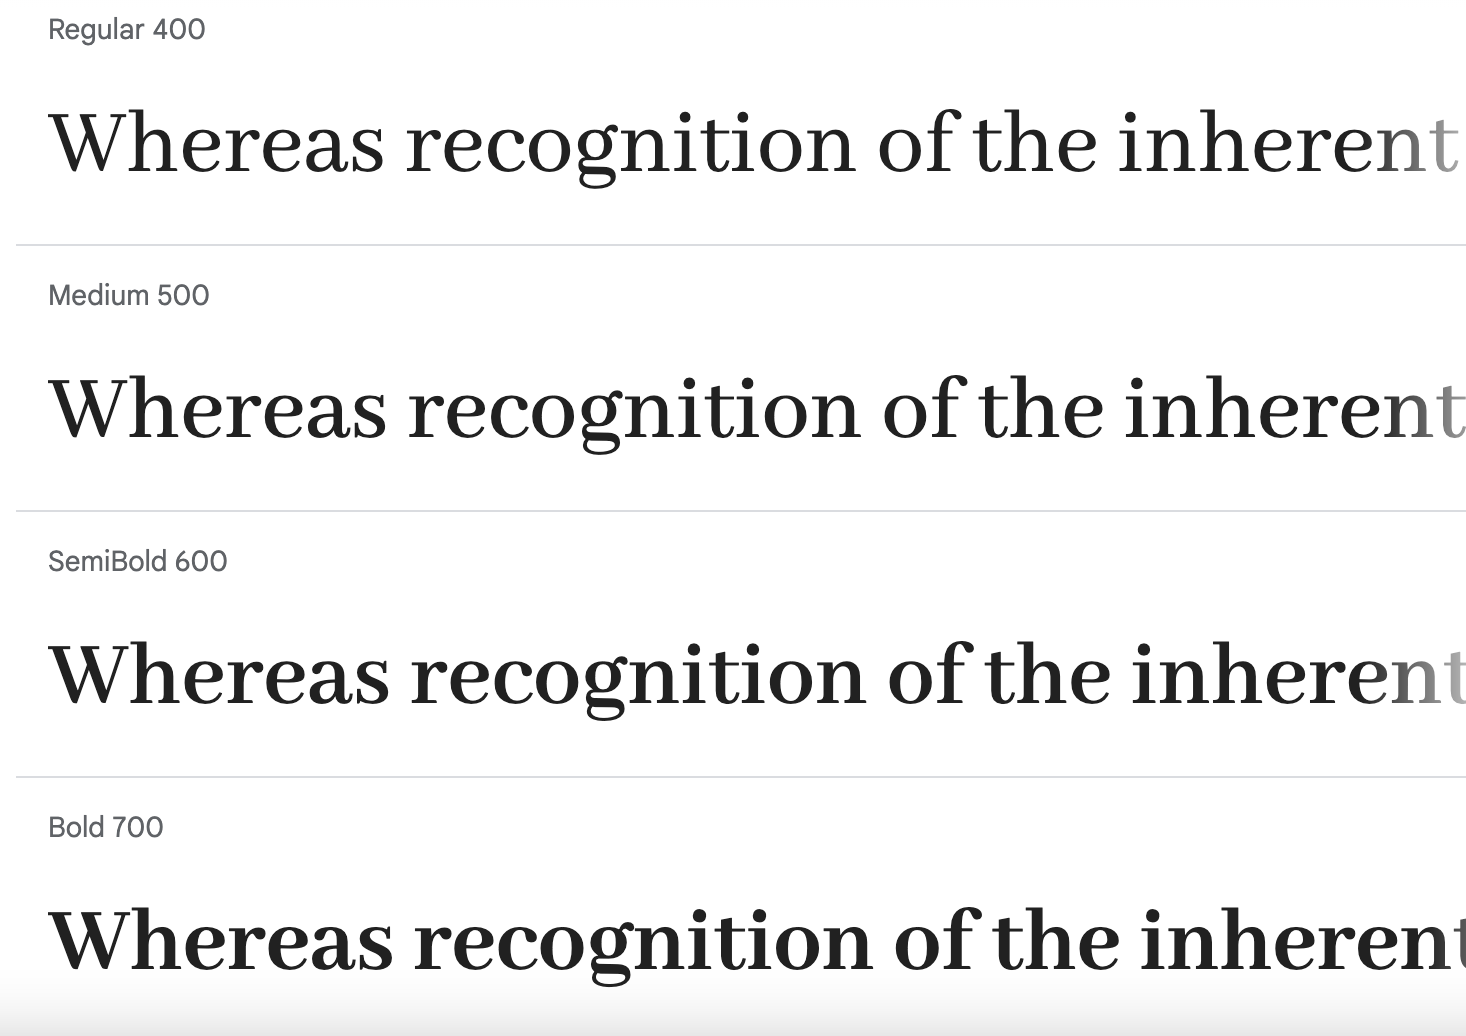 Regular 400
Whereas recognition of the inherent
Medium 500
Whereas recognition of the inherent
SemiBold 600
Whereas recognition of the inherent
Bold 700
Whereas recognition of the inherent